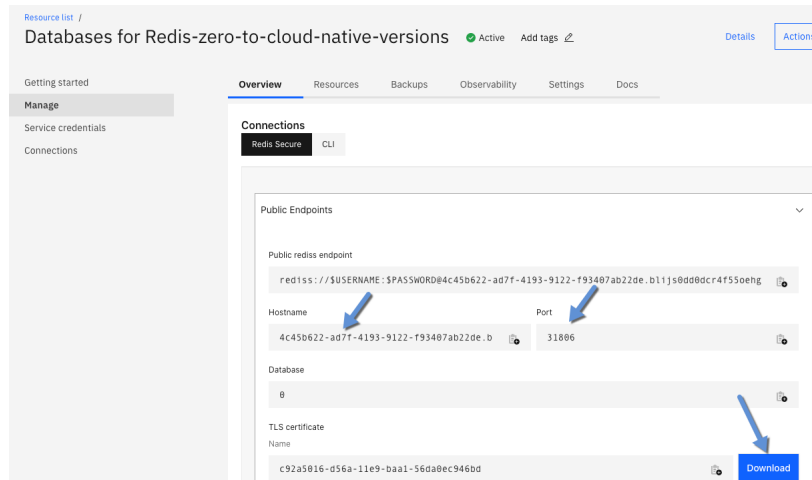 Resource list /
Databases for Redis-zero-to-cloud-native-versions Active Add tags Details Actions
Getting started
Manage
Service credentials
Connections
Overview Resources Backups Observability Settings Docs
Connections
Redis Secure CLI
Public Endpoints
Public rediss endpoint
rediss://$USERNAME:$PASSWORD@4c45b622-ad7f-4193-9122-f93407ab22de.blijs0dd0dcr4f55oehg
Hostname Port
4c45b622-ad7f-4193-9122-f93407ab22de.b 31806
Database
0
TLS certificate
Name
c92a5016-d56a-11e9-baa1-56da0ec946bd Download